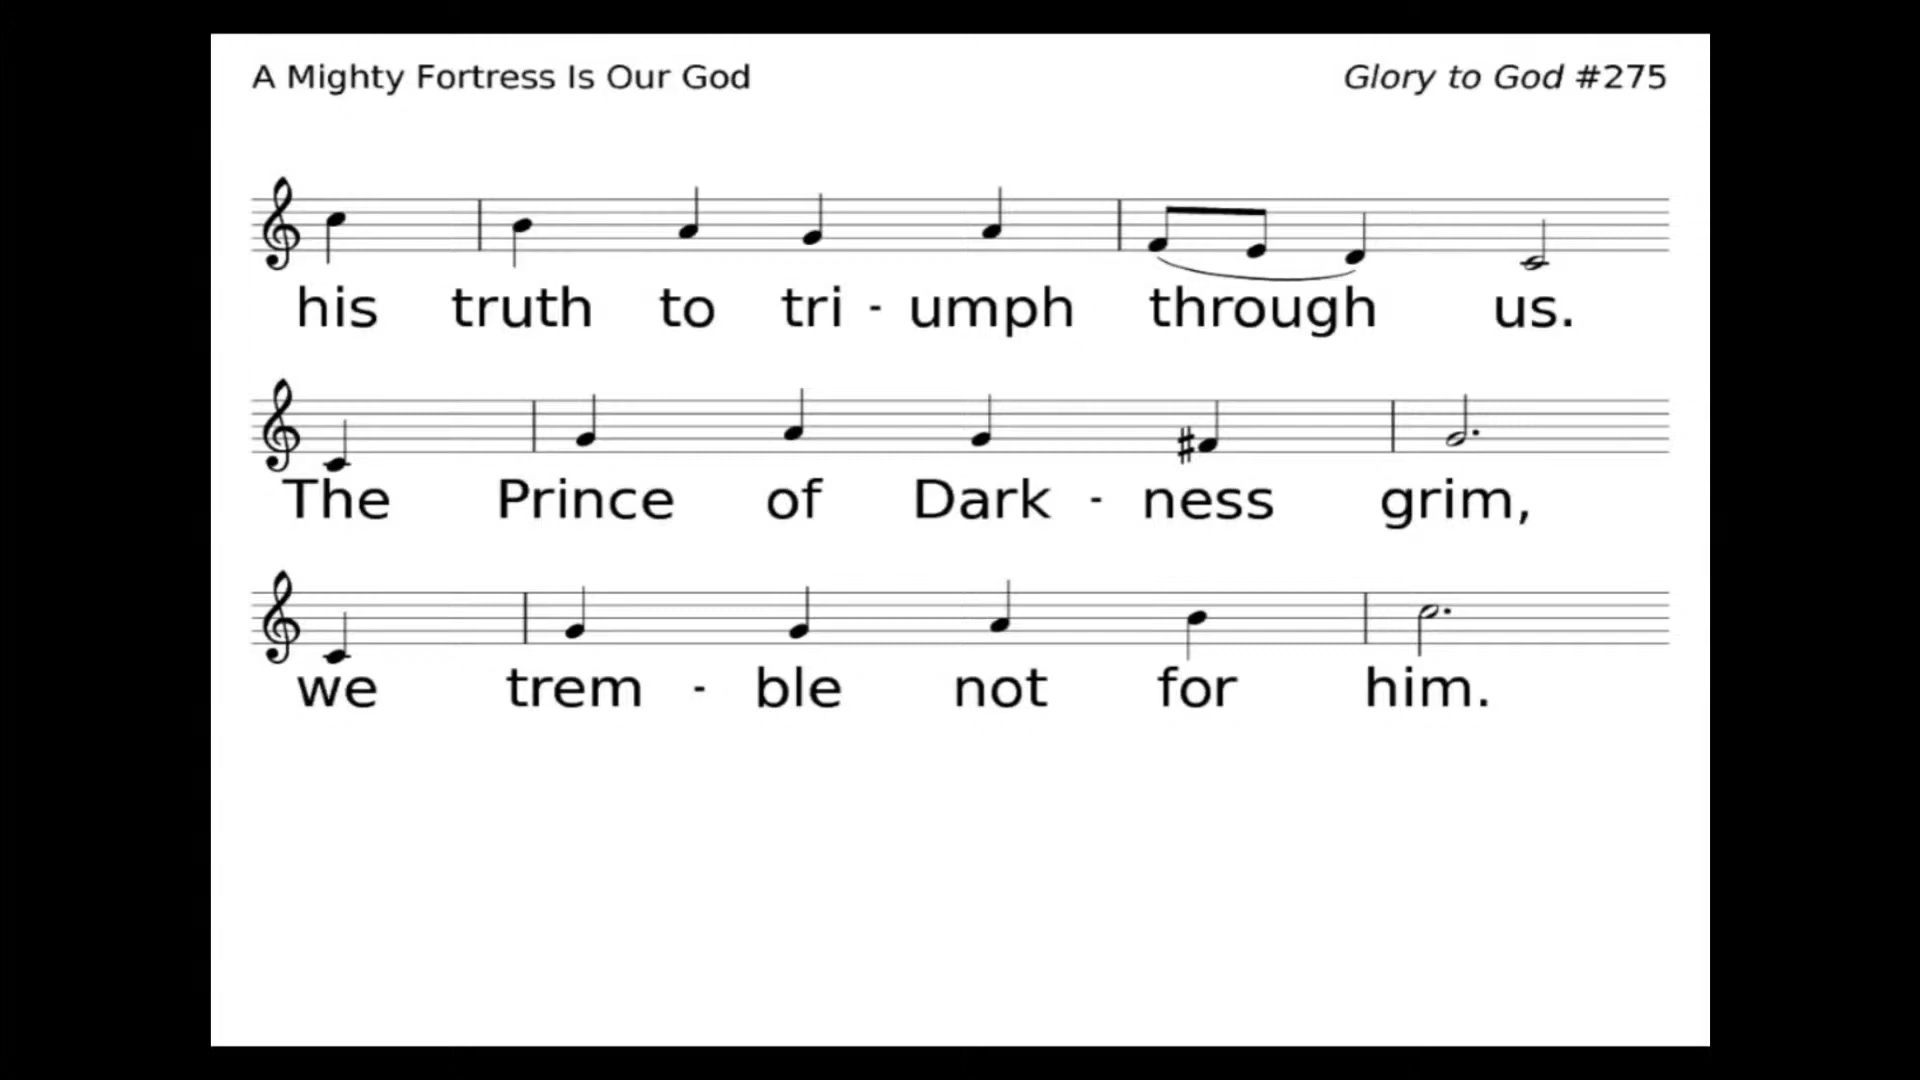 A Mighty Fortress Is Our God
Glory to God #275
his truth to tri - umph through us.
The Prince of Dark - ness grim,
we trem - ble not for him.